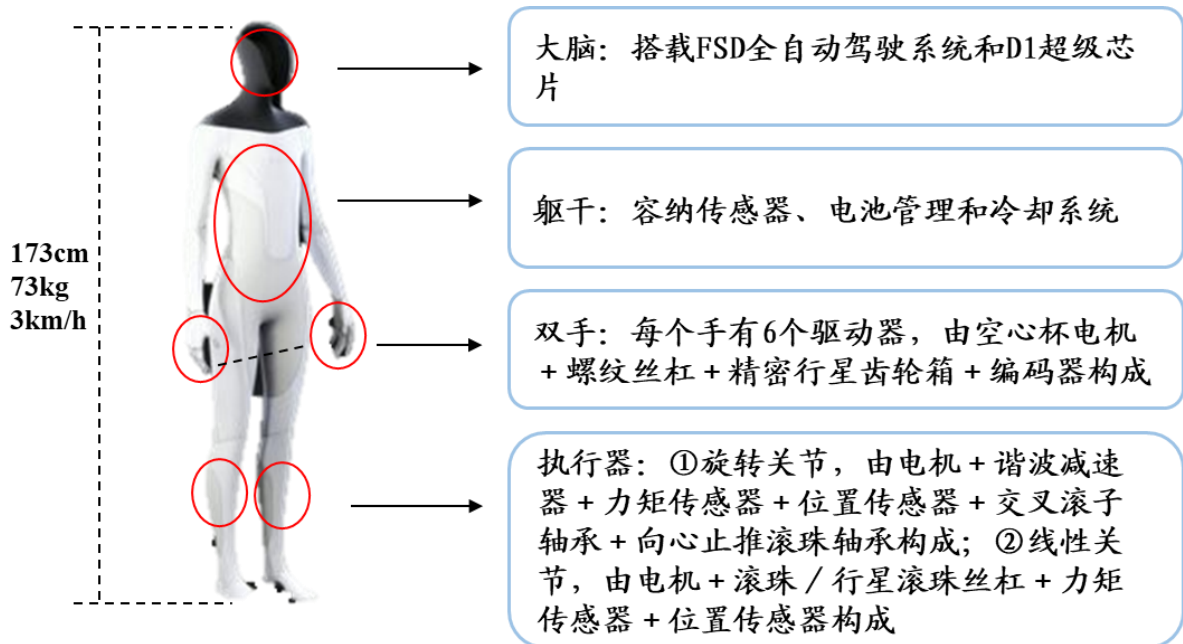 173cm
73kg
3km/h
大脑：搭载FSD全自动驾驶系统和D1超级芯
片
躯干：容纳传感器、电池管理和冷却系统
双手：每个手有6个驱动器，由空心杯电机
＋螺纹丝杠＋精密行星齿轮箱＋编码器构成
执行器：①旋转关节，由电机＋谐波减速
器＋力矩传感器＋位置传感器＋交叉滚子
轴承＋向心止推滚珠轴承构成；②线性关
节，由电机＋滚珠／行星滚珠丝杠＋力矩
传感器＋位置传感器构成